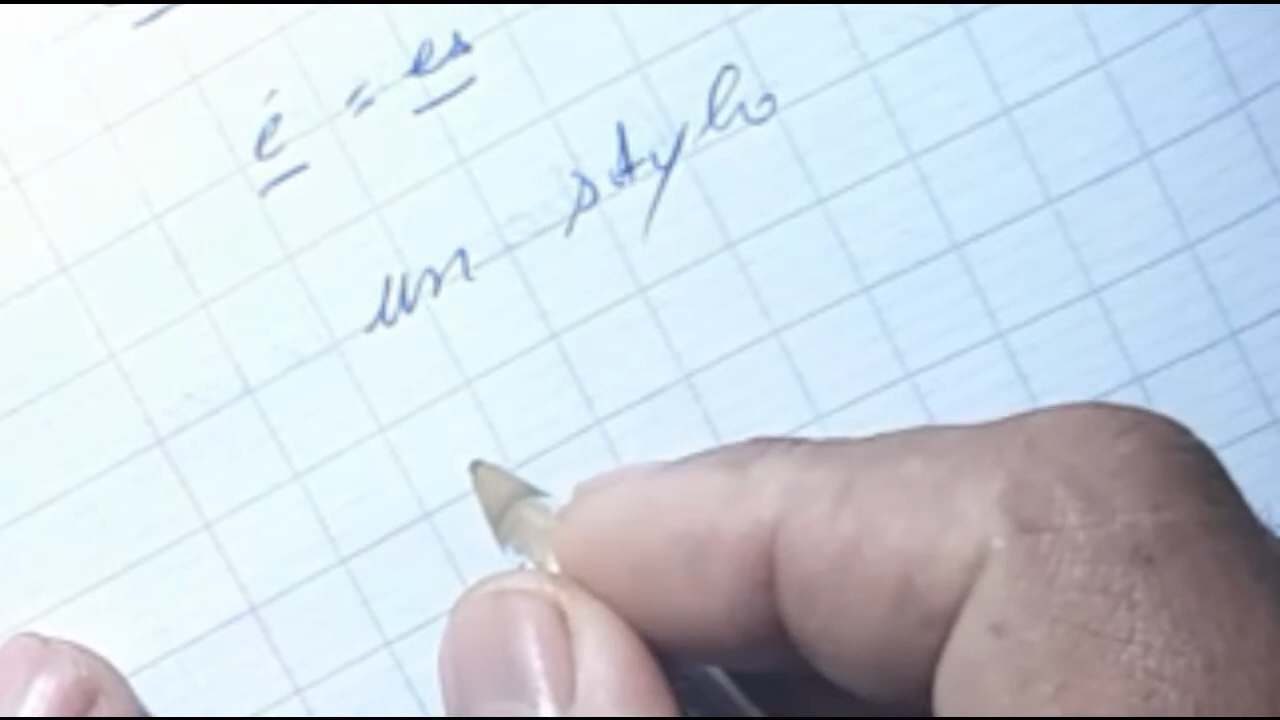 é = es
un stylo